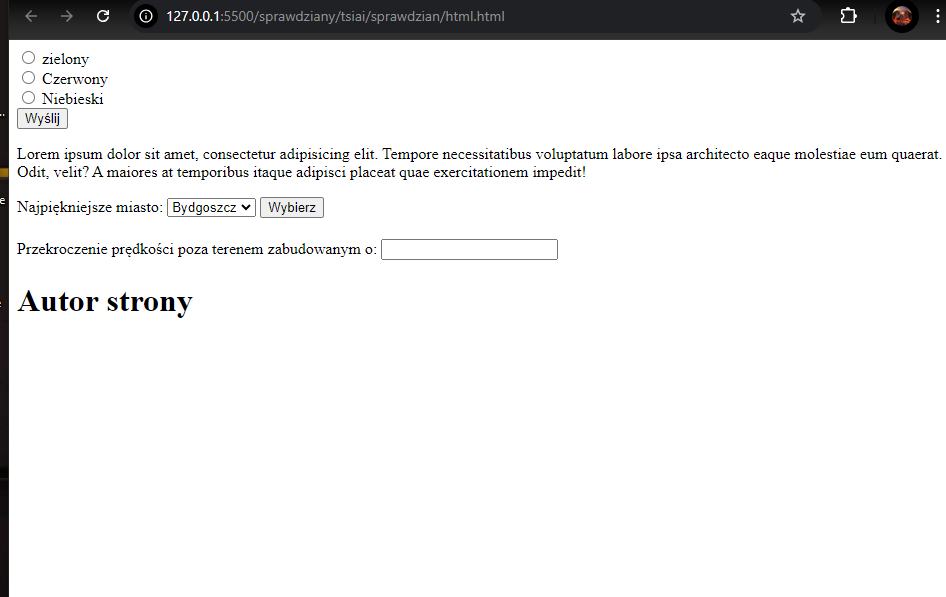 127.0.0.1:5500/sprawdziany/tsiai/sprawdzian/html.html
zielony
Czerwony
Niebieski
Wyślij
Lorem ipsum dolor sit amet, consectetur adipisicing elit. Tempore necessitatibus voluptatum labore ipsa architecto eaque molestiae eum quaerat.
Odit, velit? A maiores at temporibus itaque adipisci placeat quae exercitationem impedit!
Najpiękniejsze miasto: Bydgoszcz Wybierz
Przekroczenie prędkości poza terenem zabudowanym o:
Autor strony